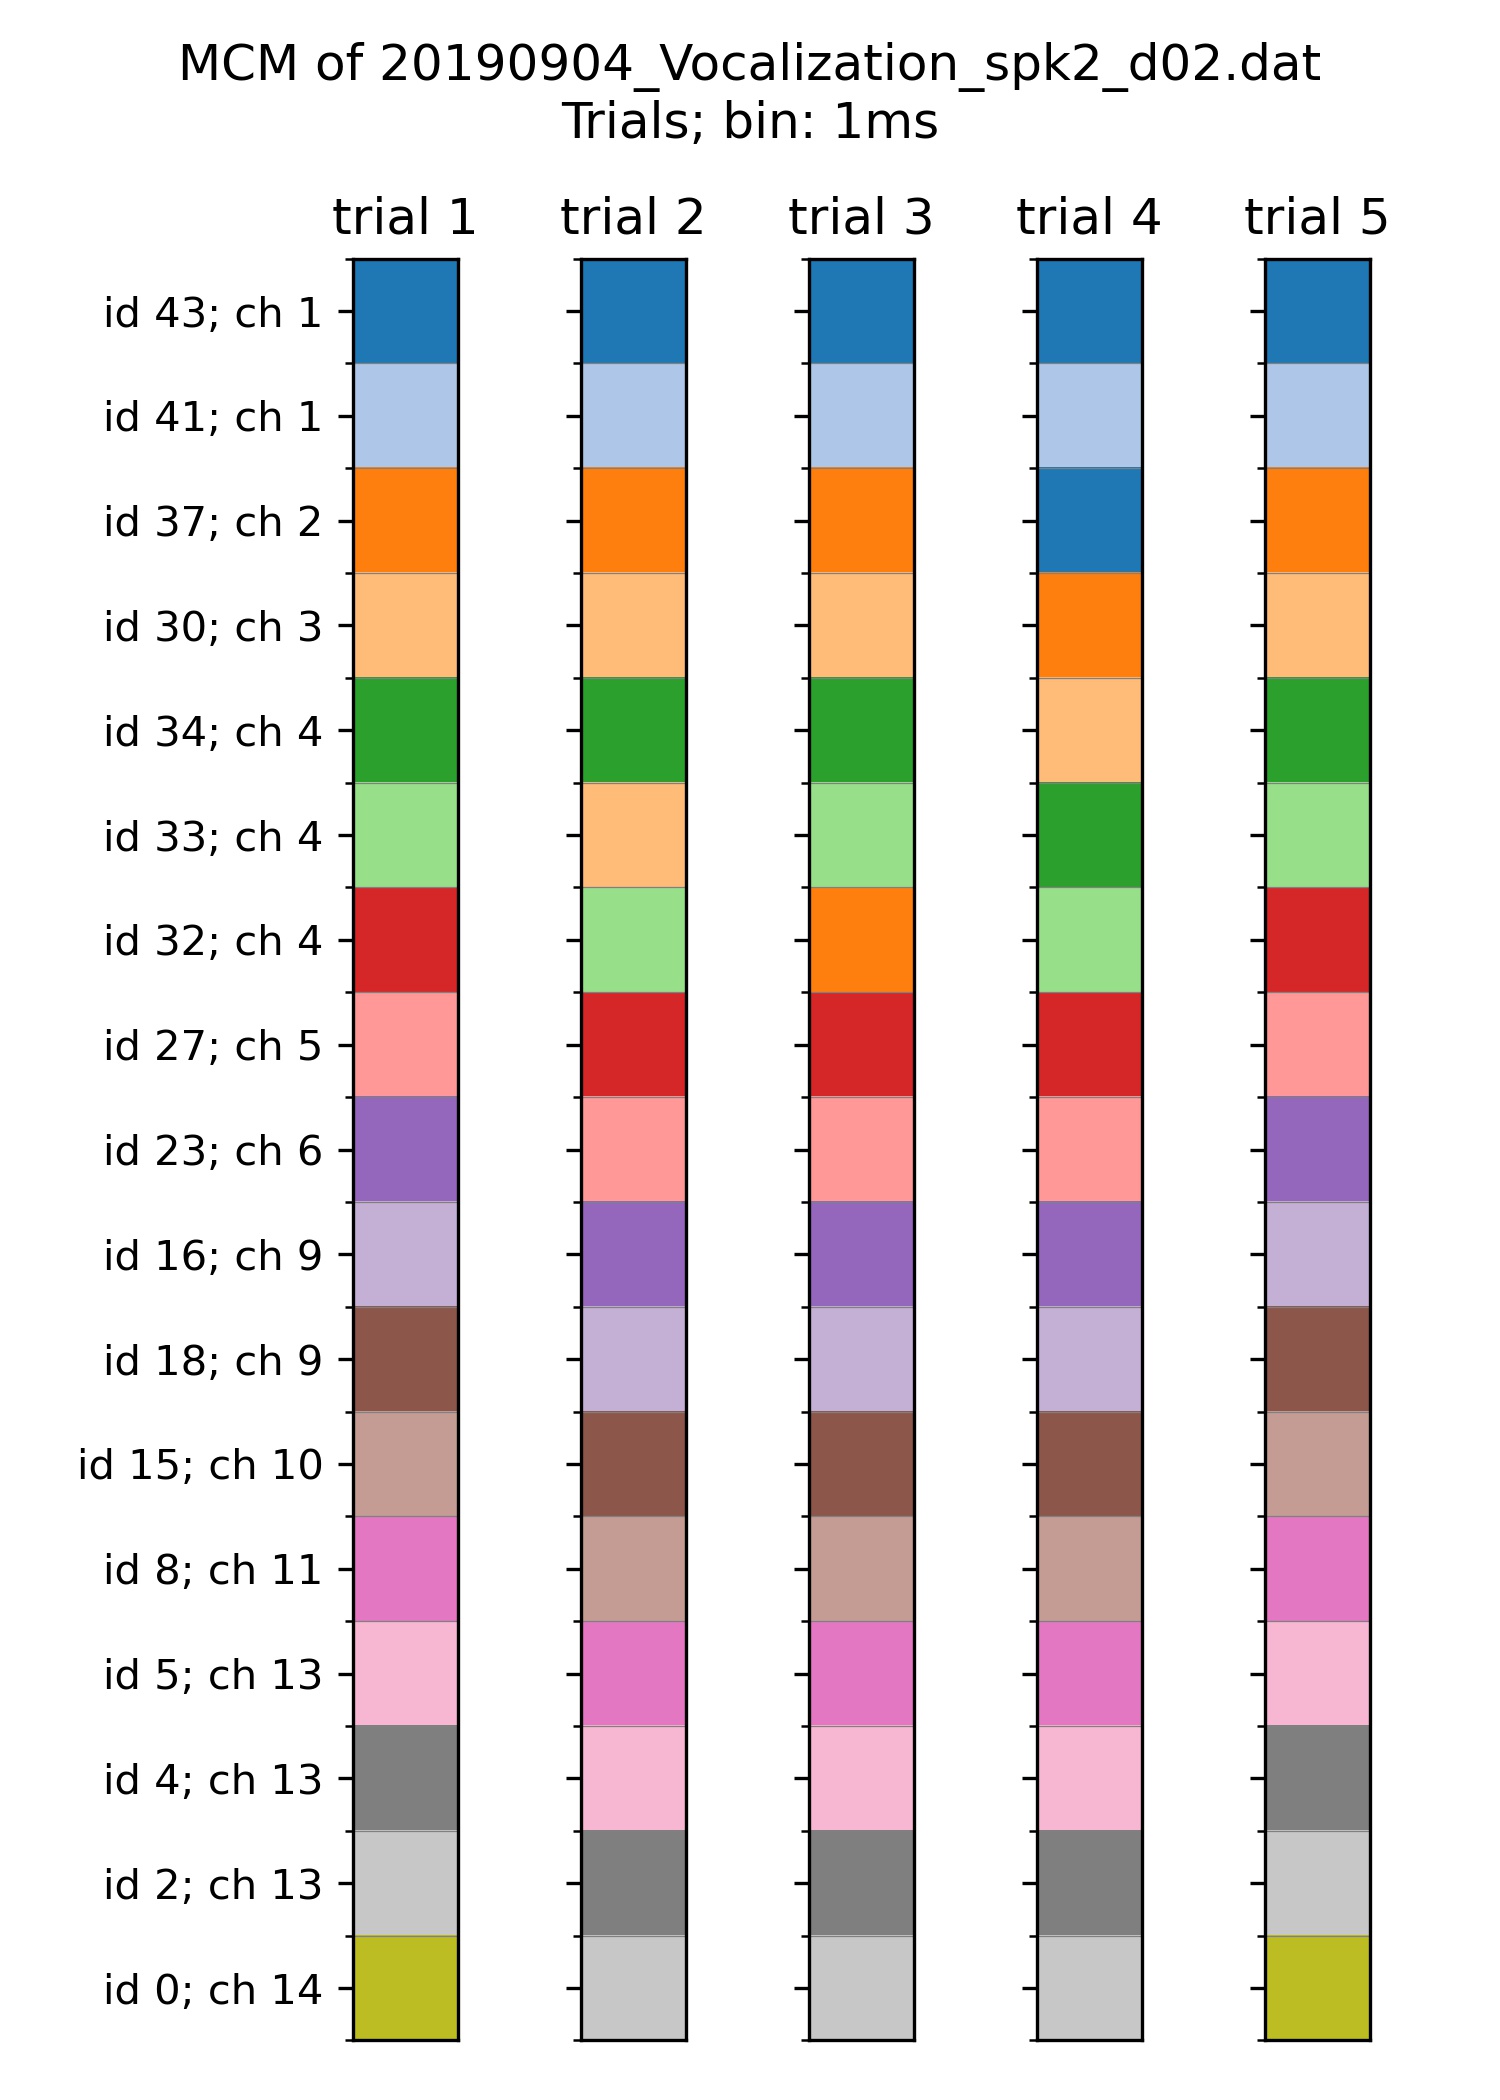 MCM of 20190904_Vocalization_spk2_d02.dat
Trials; bin: 1ms
trial 1 trial 2 trial 3 trial 4 trial 5
id 43; ch 1
id 41; ch 1
id 37; ch 2
id 30; ch 3
id 34; ch 4
id 33; ch 4
id 32; ch 4
id 27; ch 5
id 23; ch 6
id 16; ch 9
id 18; ch 9
id 15; ch 10
id 8; ch 11
id 5; ch 13
id 4; ch 13
id 2; ch 13
id 0; ch 14